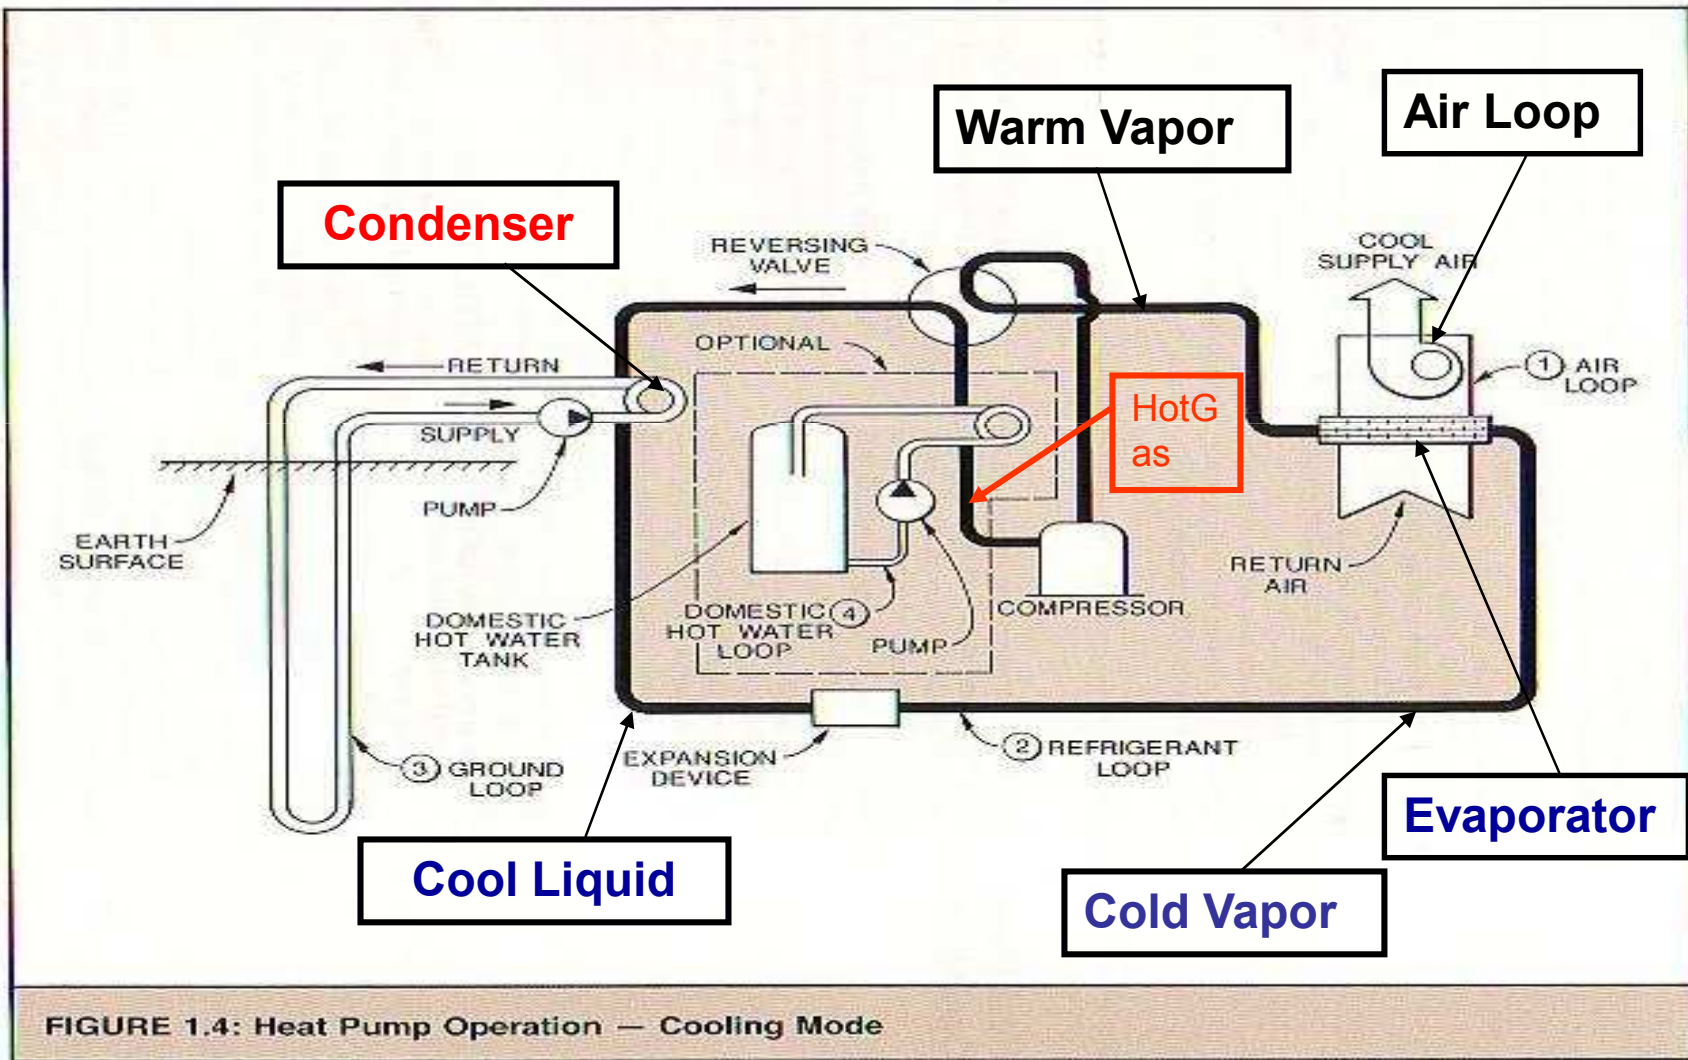 Warm Vapor
Air Loop
Condenser
REVERSING
VALVE
COOL
SUPPLY AIR
OPTIONAL
RETURN
1 AIR
LOOP
HotG
as
SUPPLY
PUMP
EARTH
SURFACE
RETURN
AIR
DOMESTIC
HOT WATER
TANK
DOMESTIC 4
HOT WATER
LOOP
PUMP
COMPRESSOR
3 GROUND
LOOP
EXPANSION
DEVICE
2 REFRIGERANT
LOOP
Evaporator
Cool Liquid
Cold Vapor
FIGURE 1.4: Heat Pump Operation — Cooling Mode